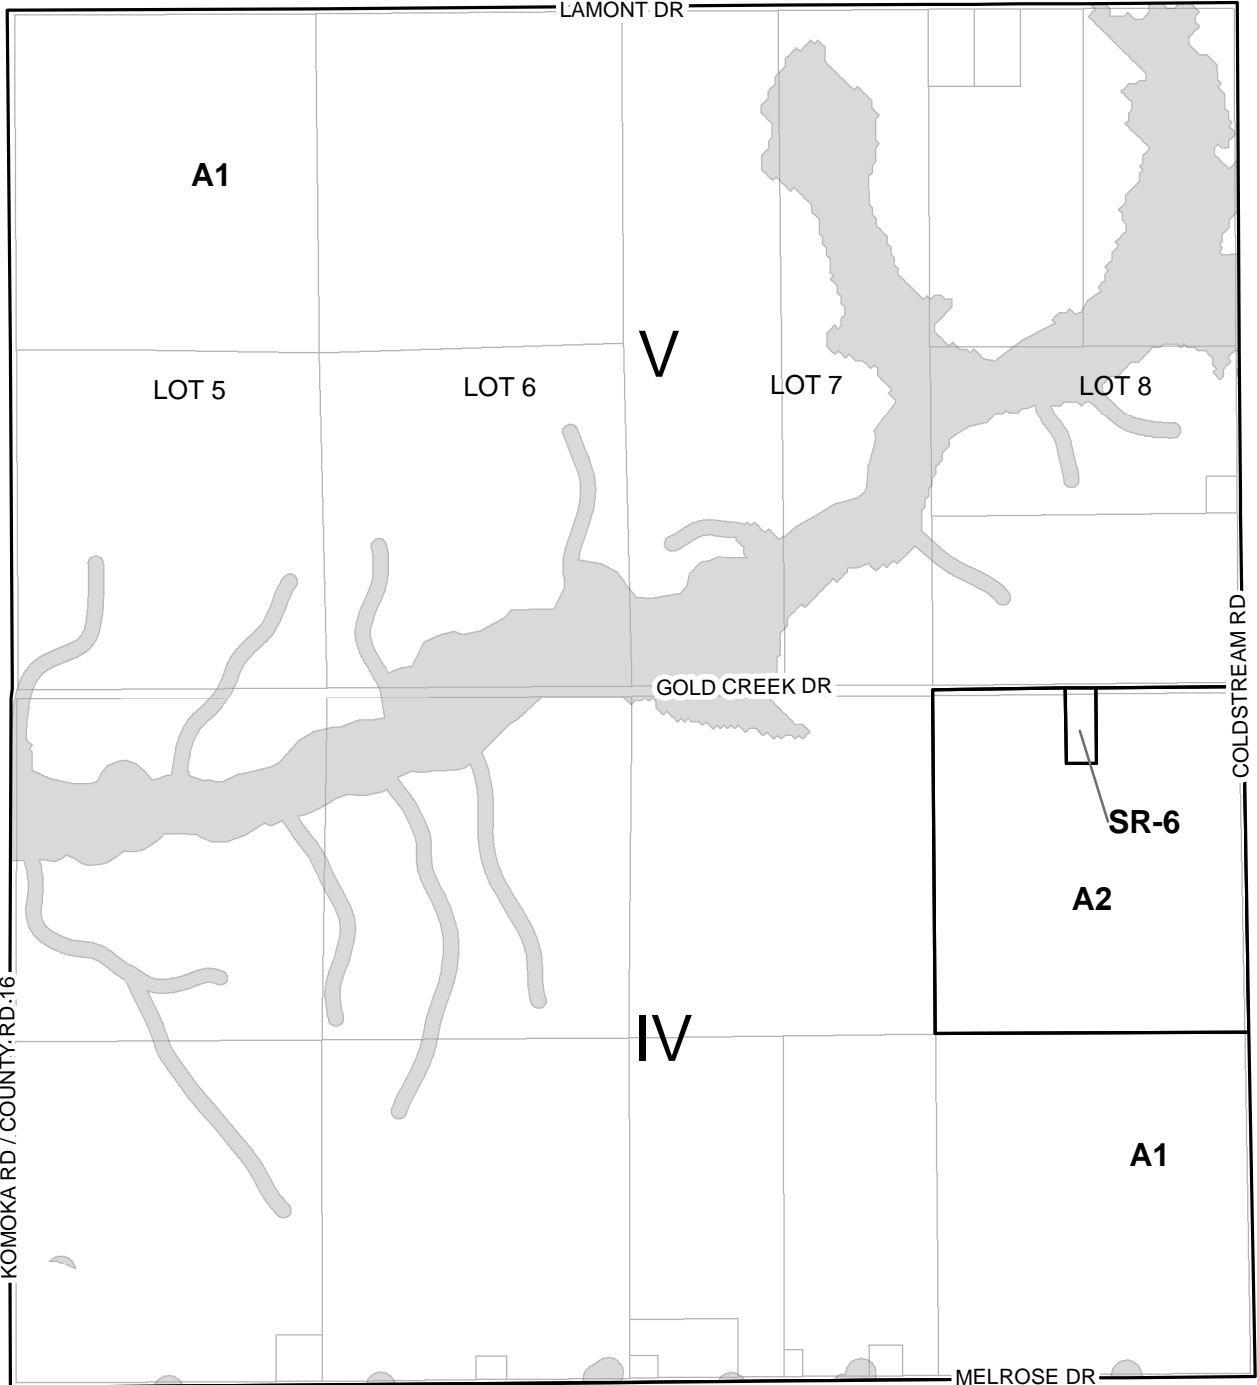 LAMONT DR
A1
V
LOT 5
LOT 6
LOT 7
LOT 8
GOLD CREEK DR
COLDSTREAM RD
SR-6
A2
KOMOKA RD / COUNTY RD 16
IV
A1
MELROSE DR